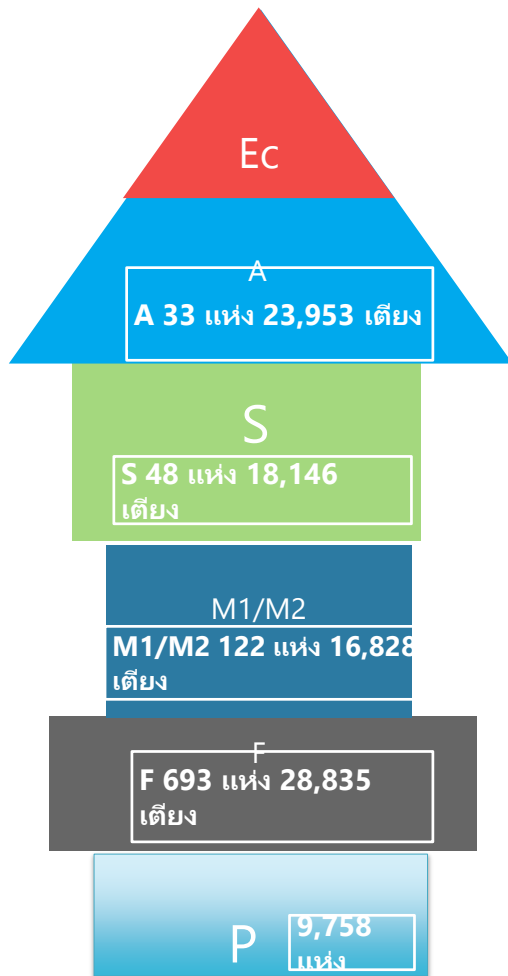 Ec
A
A 33 แห่ง 23,953 เตียง
S
S 48 แห่ง 18,146
เตียง
M1/M2
M1/M2 122 แห่ง 16,828
เตียง
F
F 693 แห่ง 28,835
เตียง
P
9,758
แห่ง